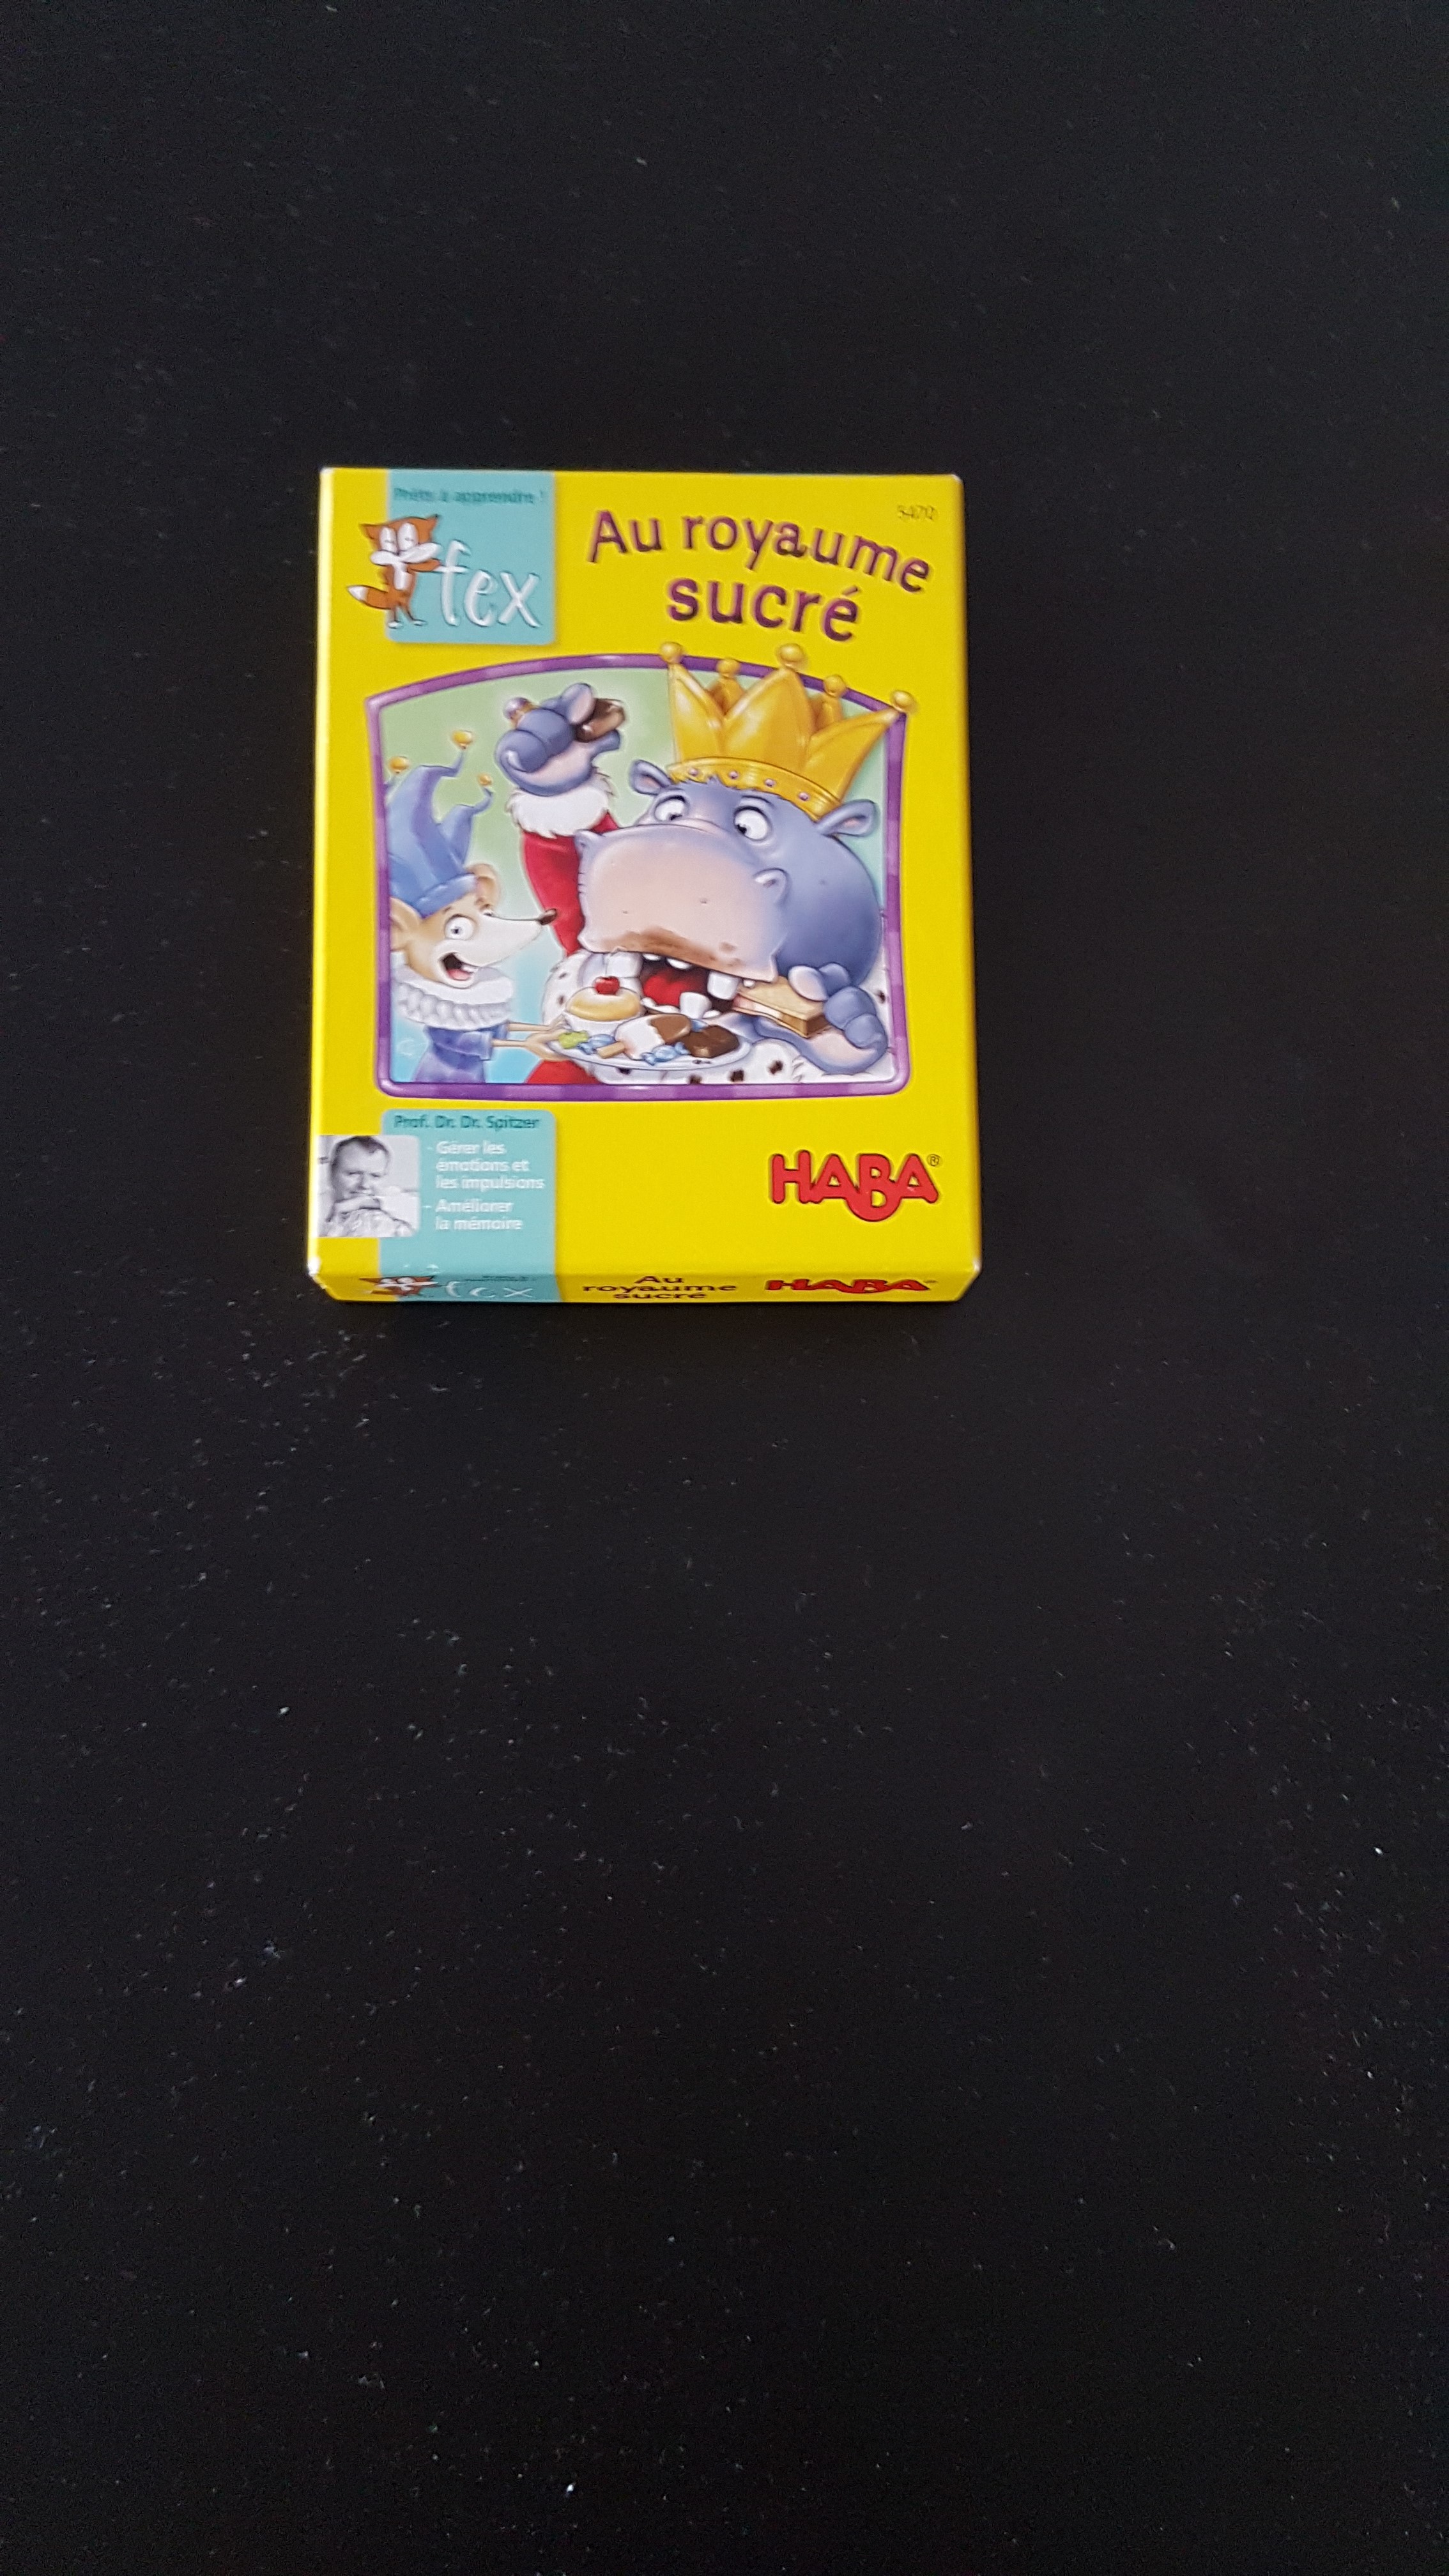 Prêts à apprendre !
fex
5470
Au royaume
sucré
Prof. Dr. Dr. Spitzer
- Gérer les
émotions et
les impulsions
- Améliorer
la mémoire
HABA®
fex
Au
royaume
sucré
HABA®